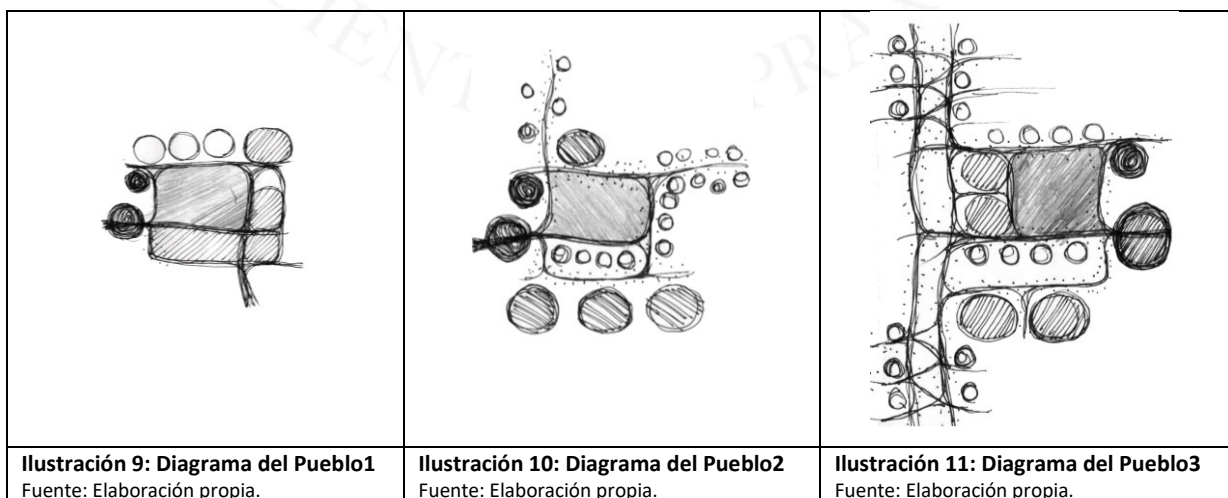 Ilustración 9: Diagrama del Pueblo1
Fuente: Elaboración propia.
Ilustración 10: Diagrama del Pueblo2
Fuente: Elaboración propia.
Ilustración 11: Diagrama del Pueblo3
Fuente: Elaboración propia.